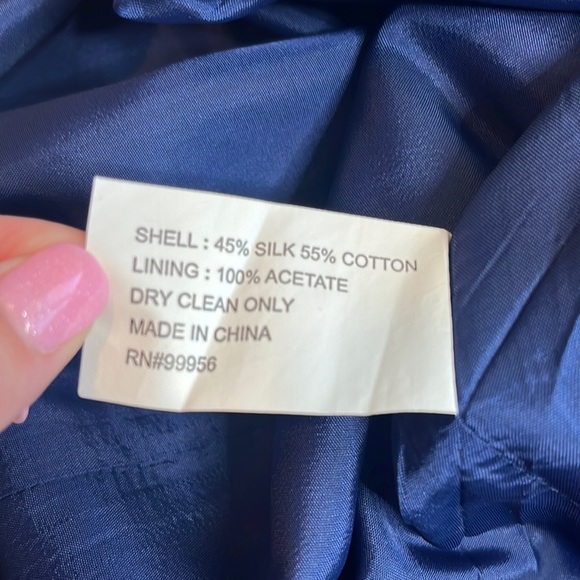 SHELL : 45% SILK 55% COTTON
LINING : 100% ACETATE
DRY CLEAN ONLY
MADE IN CHINA
RN#99956